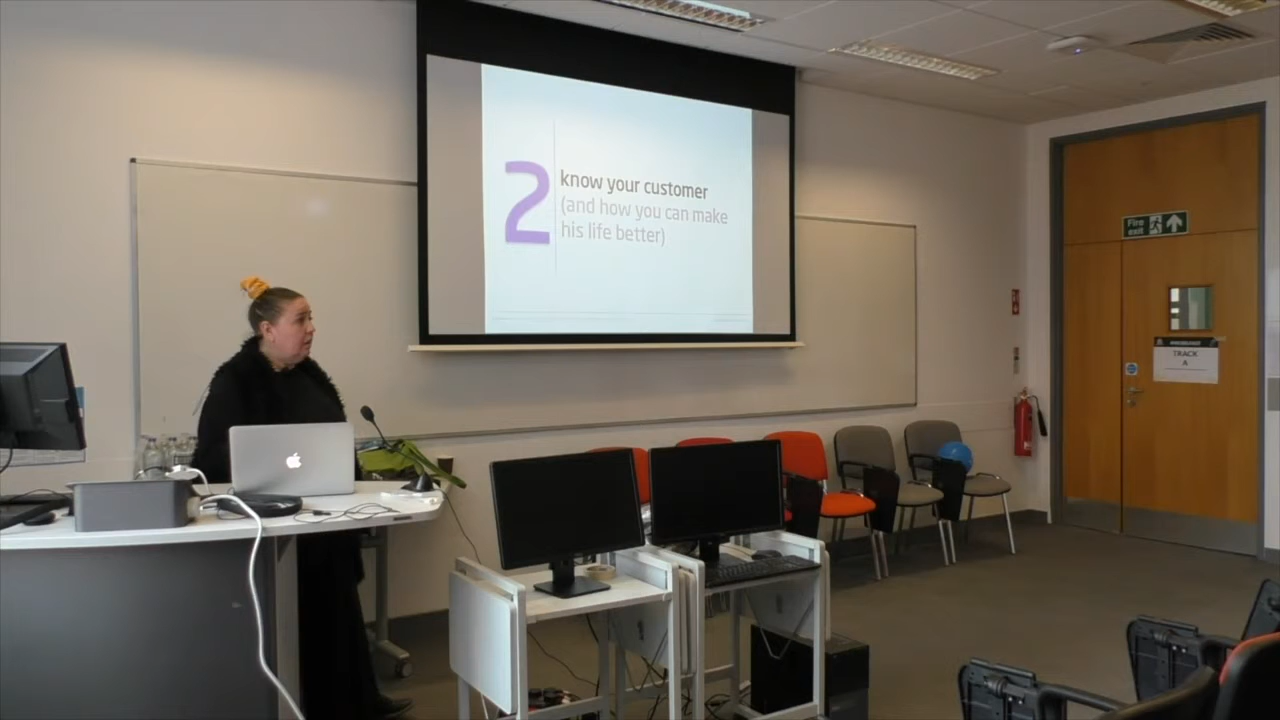 2
know your customer
(and how you can make
his life better)
Fire
exit
TRACK
A